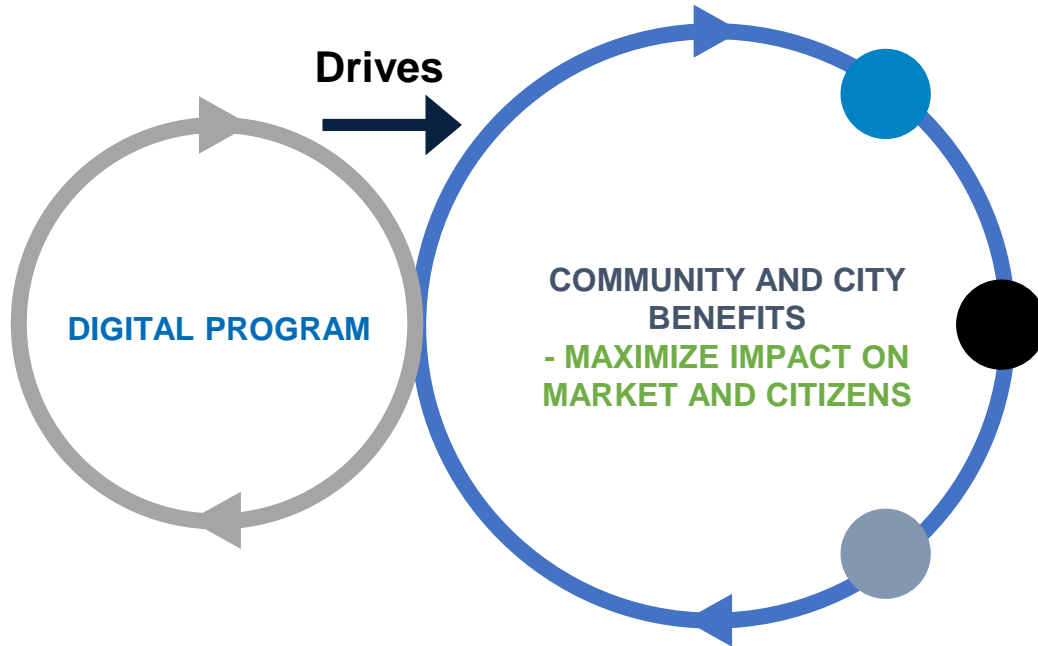 Drives
DIGITAL PROGRAM
COMMUNITY AND CITY
BENEFITS
- MAXIMIZE IMPACT ON
MARKET AND CITIZENS